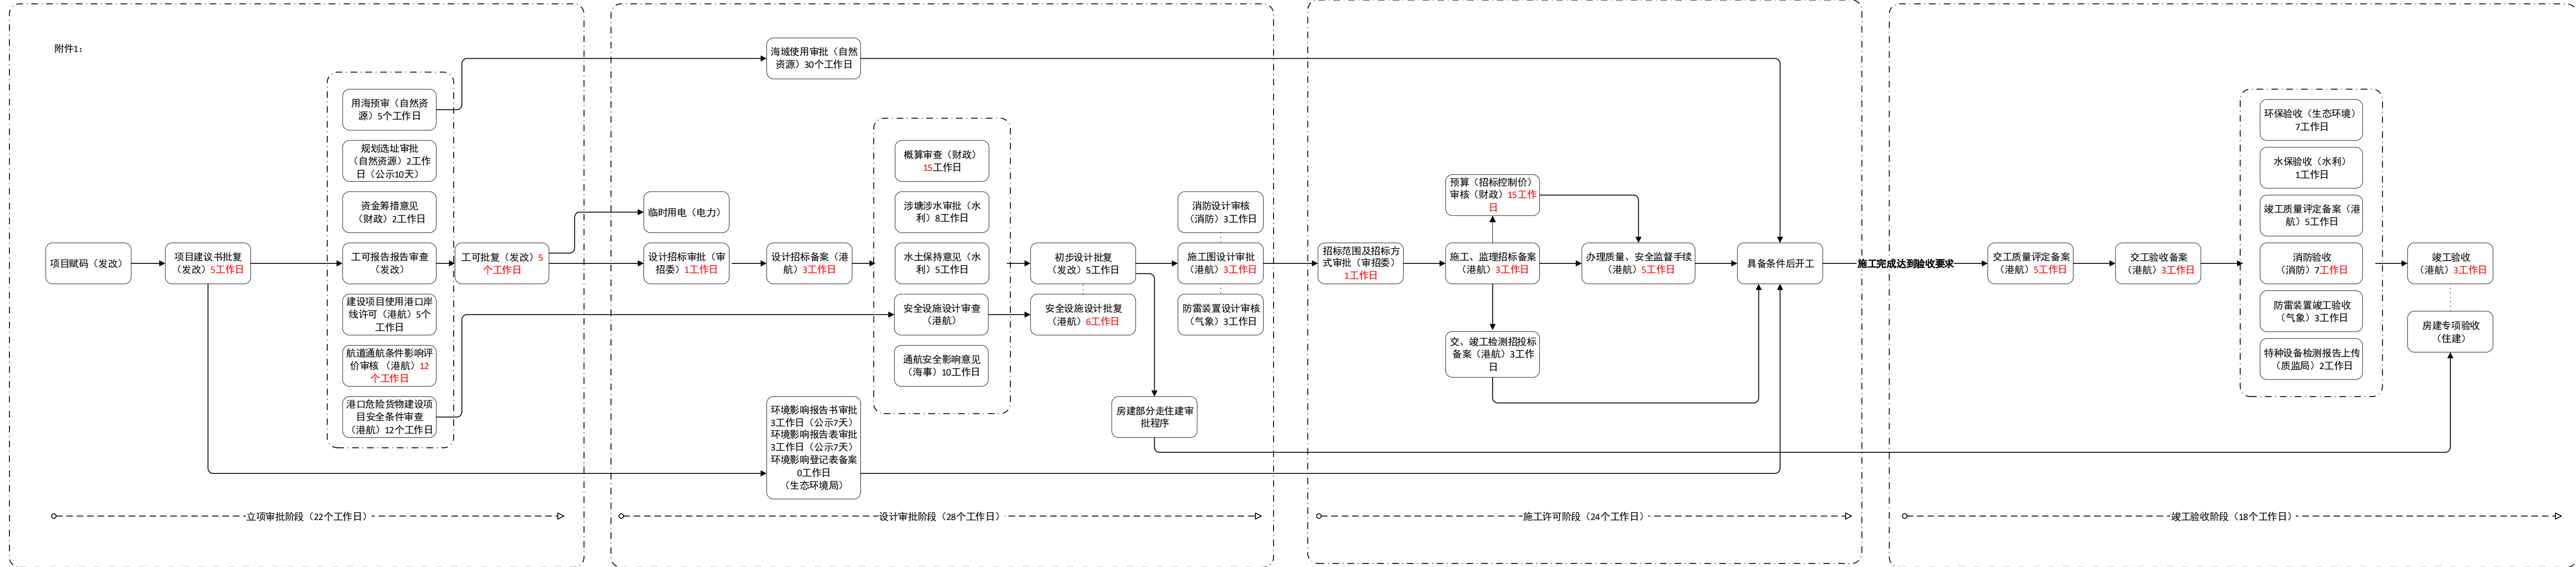 附件1：
项目赋码（发改）
项目建议书批复
（发改）5工作日
用海预审（自然资
源）5个工作日
规划选址审批
（自然资源）2工作
日（公示10天）
资金筹措意见
（财政）2工作日
工可报告报告审查
（发改）
建设项目使用港口岸
线许可（港航）5个
工作日
航道通航条件影响评
价审核（港航）12
个工作日
港口危险货物建设项
目安全条件审查
（港航）12个工作日
工可批复（发改）5
个工作日
立项审批阶段（22个工作日）
海域使用审批（自然
资源）30个工作日
临时用电（电力）
设计招标审批（审
招委）1工作日
设计招标备案（港
航）3工作日
环境影响报告书审批
3工作日（公示7天）
环境影响报告表审批
3工作日（公示7天）
环境影响登记表备案
0工作日
（生态环境局）
概算审查（财政）
15工作日
涉塘涉水审批（水
利）8工作日
水土保持意见（水
利）5工作日
安全设施设计审查
（港航）
通航安全影响意见
（海事）10工作日
初步设计批复
（发改）5工作日
安全设施设计批复
（港航）6工作日
房建部分走住建审
批程序
消防设计审核
（消防）3工作日
施工图设计审批
（港航）3工作日
防雷装置设计审核
（气象）3工作日
设计审批阶段（28个工作日）
招标范围及招标方
式审批（审招委）
1工作日
预算（招标控制价）
审核（财政）15工作
日
施工、监理招标备案
（港航）3工作日
交、竣工检测招投标
备案（港航）3工作
日
办理质量、安全监督手续
（港航）5工作日
具备条件后开工
施工许可阶段（24个工作日）
施工完成达到验收要求
交工质量评定备案
（港航）5工作日
交工验收备案
（港航）3工作日
环保验收（生态环境）
7工作日
水保验收（水利）
1工作日
竣工质量评定备案（港
航）5工作日
消防验收
（消防）7工作日
防雷装置竣工验收
（气象）3工作日
特种设备检测报告上传
（质监局）2工作日
竣工验收
（港航）3工作日
房建专项验收
（住建）
竣工验收阶段（18个工作日）